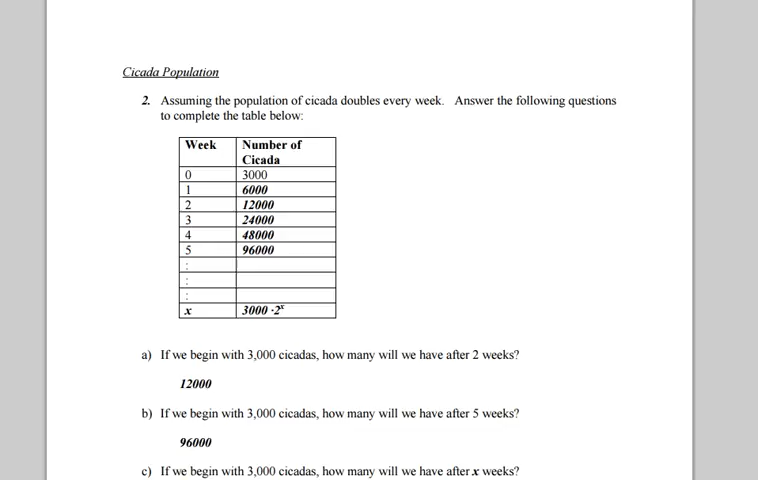 Cicada Population
2. Assuming the population of cicada doubles every week. Answer the following questions
to complete the table below:
Week Number of
Cicada
0 3000
1 6000
2 12000
3 24000
4 48000
5 96000
:
:
:
x 3000 ·2ˣ
a) If we begin with 3,000 cicadas, how many will we have after 2 weeks?
12000
b) If we begin with 3,000 cicadas, how many will we have after 5 weeks?
96000
c) If we begin with 3,000 cicadas, how many will we have after x weeks?